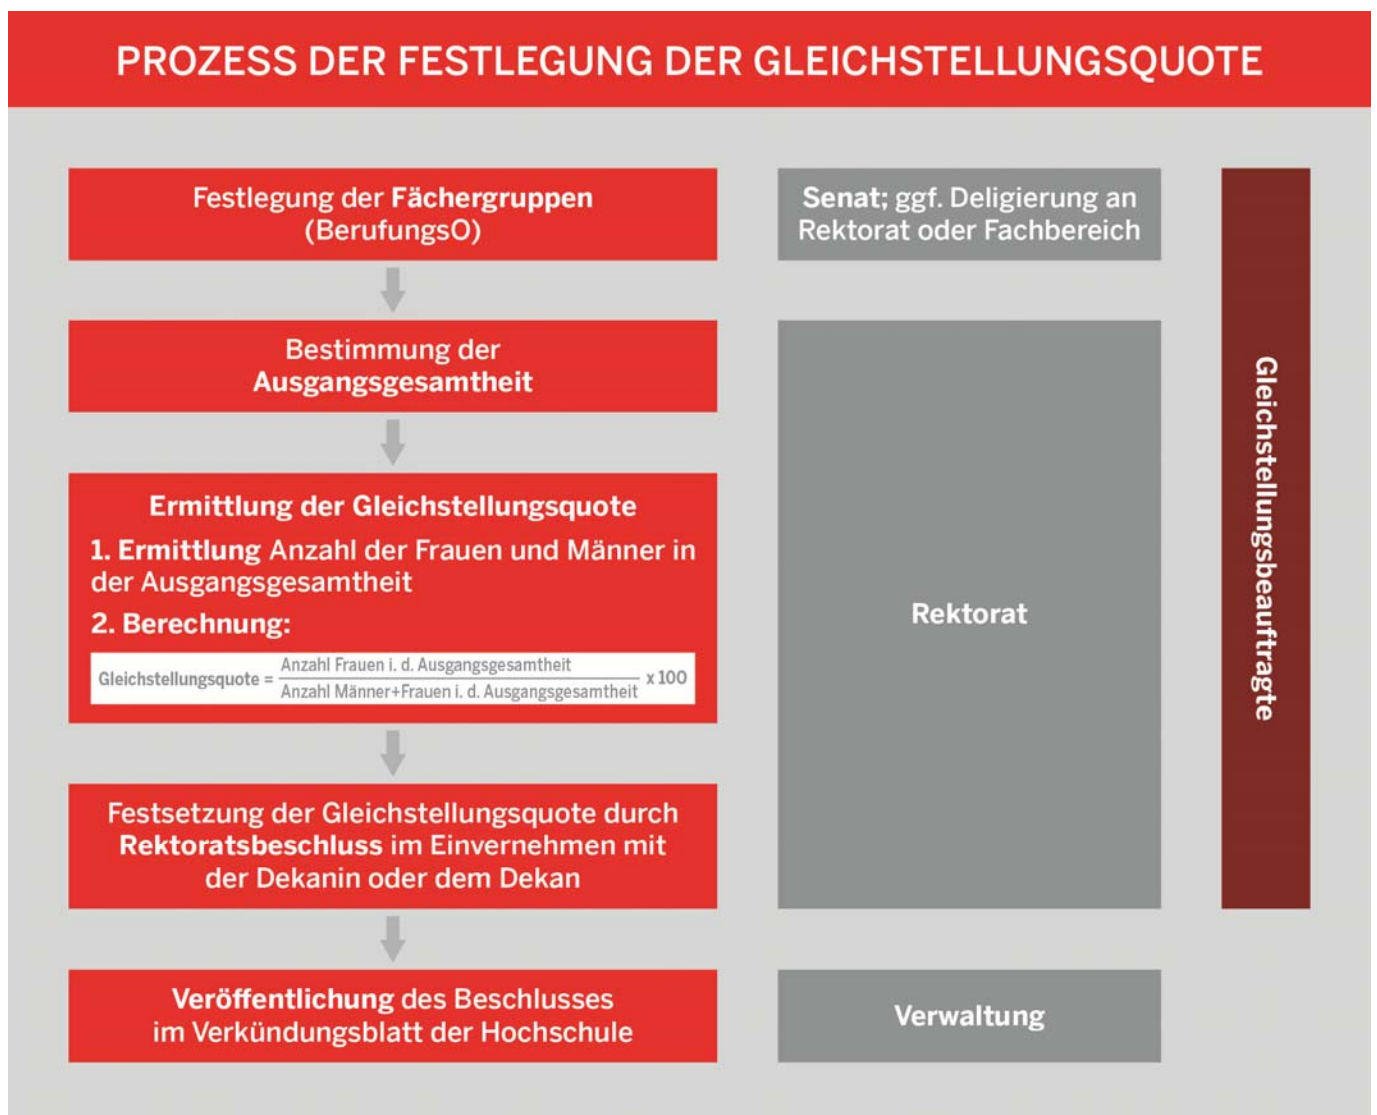 PROZESS DER FESTLEGUNG DER GLEICHSTELLUNGSQUOTE
Festlegung der Fächergruppen
(BerufungsO)
Senat; ggf. Deligierung an
Rektorat oder Fachbereich
Bestimmung der
Ausgangsgesamtheit
Ermittlung der Gleichstellungsquote
1. Ermittlung Anzahl der Frauen und Männer in
der Ausgangsgesamtheit
2. Berechnung:
Gleichstellungsquote =
Anzahl Frauen i. d. Ausgangsgesamtheit
Anzahl Männer+Frauen i. d. Ausgangsgesamtheit
x 100
Festsetzung der Gleichstellungsquote durch
Rektoratsbeschluss im Einvernehmen mit
der Dekanin oder dem Dekan
Rektorat
Veröffentlichung des Beschlusses
im Verkündungsblatt der Hochschule
Verwaltung
Gleichstellungsbeauftragte